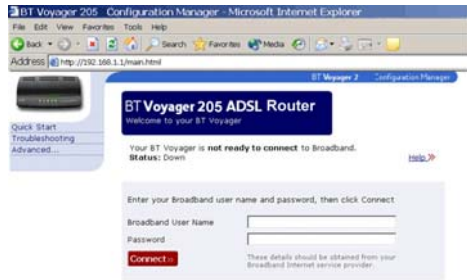 BT Voyager 205 Configuration Manager - Microsoft Internet Explorer
File Edit View Favorites Tools Help
Back Search Favorites Media
Address http://192.168.1.1/main.html
BT Voyager 2 Configuration Manager
BT Voyager 205 ADSL Router
Welcome to your BT Voyager
Quick Start
Troubleshooting
Advanced...
Your BT Voyager is not ready to connect to Broadband.
Status: Down
Help »
Enter your Broadband user name and password, then click Connect
Broadband User Name
Password
Connect »
These details should be obtained from your
Broadband Internet service provider.